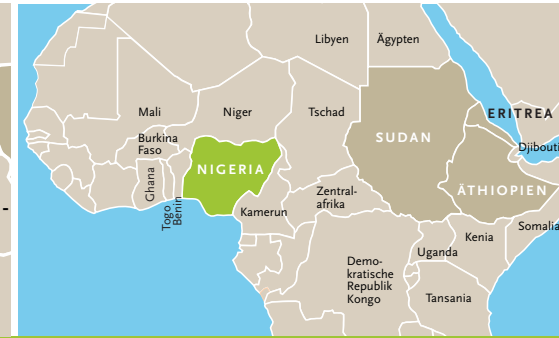 Libyen
Ägypten
Mali
Niger
Tschad
ERITREA
Burkina
Faso
SUDAN
Djibouti
NIGERIA
Ghana
Togo
Benin
Zentral-
afrika
ÄTHIOPIEN
Kamerun
Somalia
Kenia
Uganda
Demo-
kratische
Republik
Kongo
Tansania